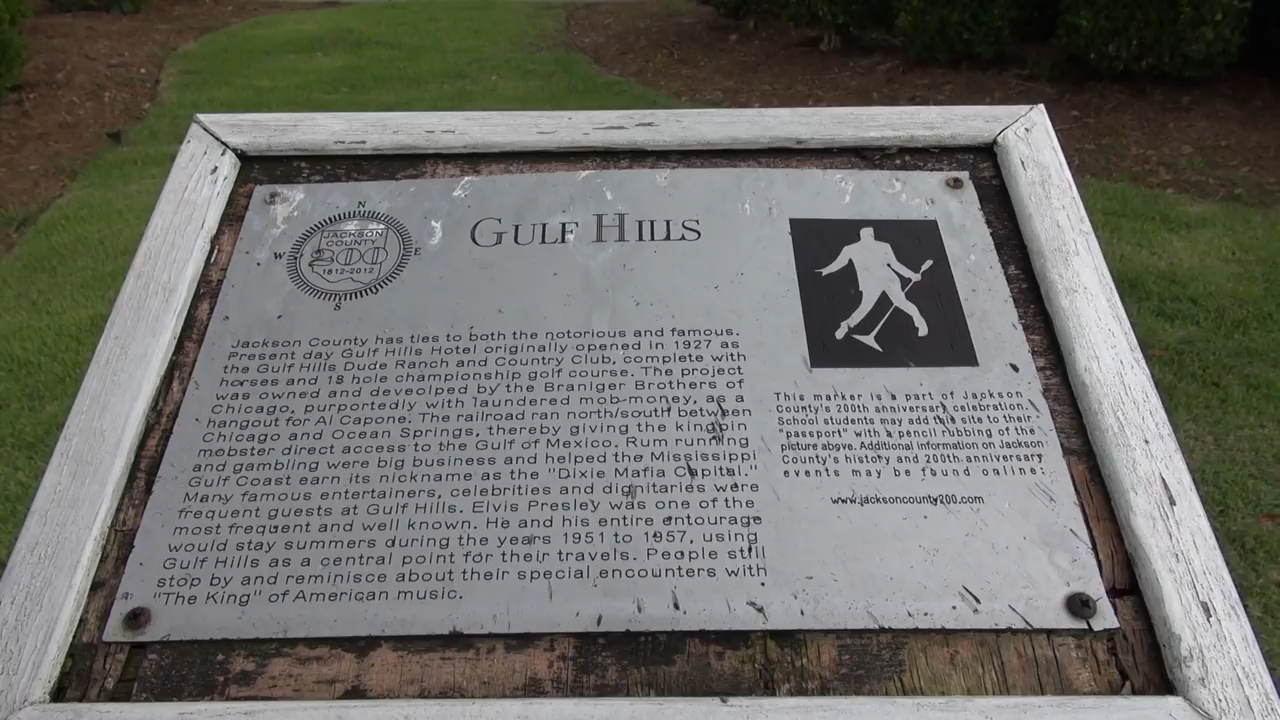 N
JACKSON
COUNTY
W 200 E
1812-2012
S
GULF HILLS
Jackson County has ties to both the notorious and famous.
Present day Gulf Hills Hotel originally opened in 1927 as
the Gulf Hills Dude Ranch and Country Club, complete with
horses and 18 hole championship golf course. The project
was owned and deveolped by the Braniger Brothers of
Chicago, purportedly with laundered mob money, as a
hangout for Al Capone. The railroad ran north/south between
Chicago and Ocean Springs, thereby giving the kingpin
mobster direct access to the Gulf of Mexico. Rum running
and gambling were big business and helped the Mississippi
Gulf Coast earn its nickname as the "Dixie Mafia Capital."
Many famous entertainers, celebrities and dignitaries were
frequent guests at Gulf Hills. Elvis Presley was one of the
most frequent and well known. He and his entire entourage
would stay summers during the years 1951 to 1957, using
Gulf Hills as a central point for their travels. People still
stop by and reminisce about their special encounters with
"The King" of American music.
This marker is a part of Jackson
County's 200th anniversary celebration.
School students may add this site to their
"passport" with a pencil rubbing of the
picture above. Additional information on Jackson
County's history and 200th anniversary
events may be found online:
www.jacksoncounty200.com